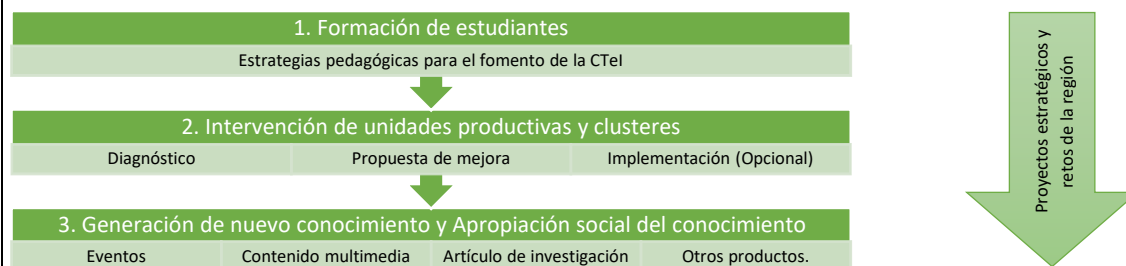 1. Formación de estudiantes
Estrategias pedagógicas para el fomento de la CTeI
2. Intervención de unidades productivas y clusteres
Diagnóstico
Propuesta de mejora
Implementación (Opcional)
3. Generación de nuevo conocimiento y Apropiación social del conocimiento
Eventos
Contenido multimedia
Artículo de investigación
Otros productos.
Proyectos estratégicos y
retos de la región